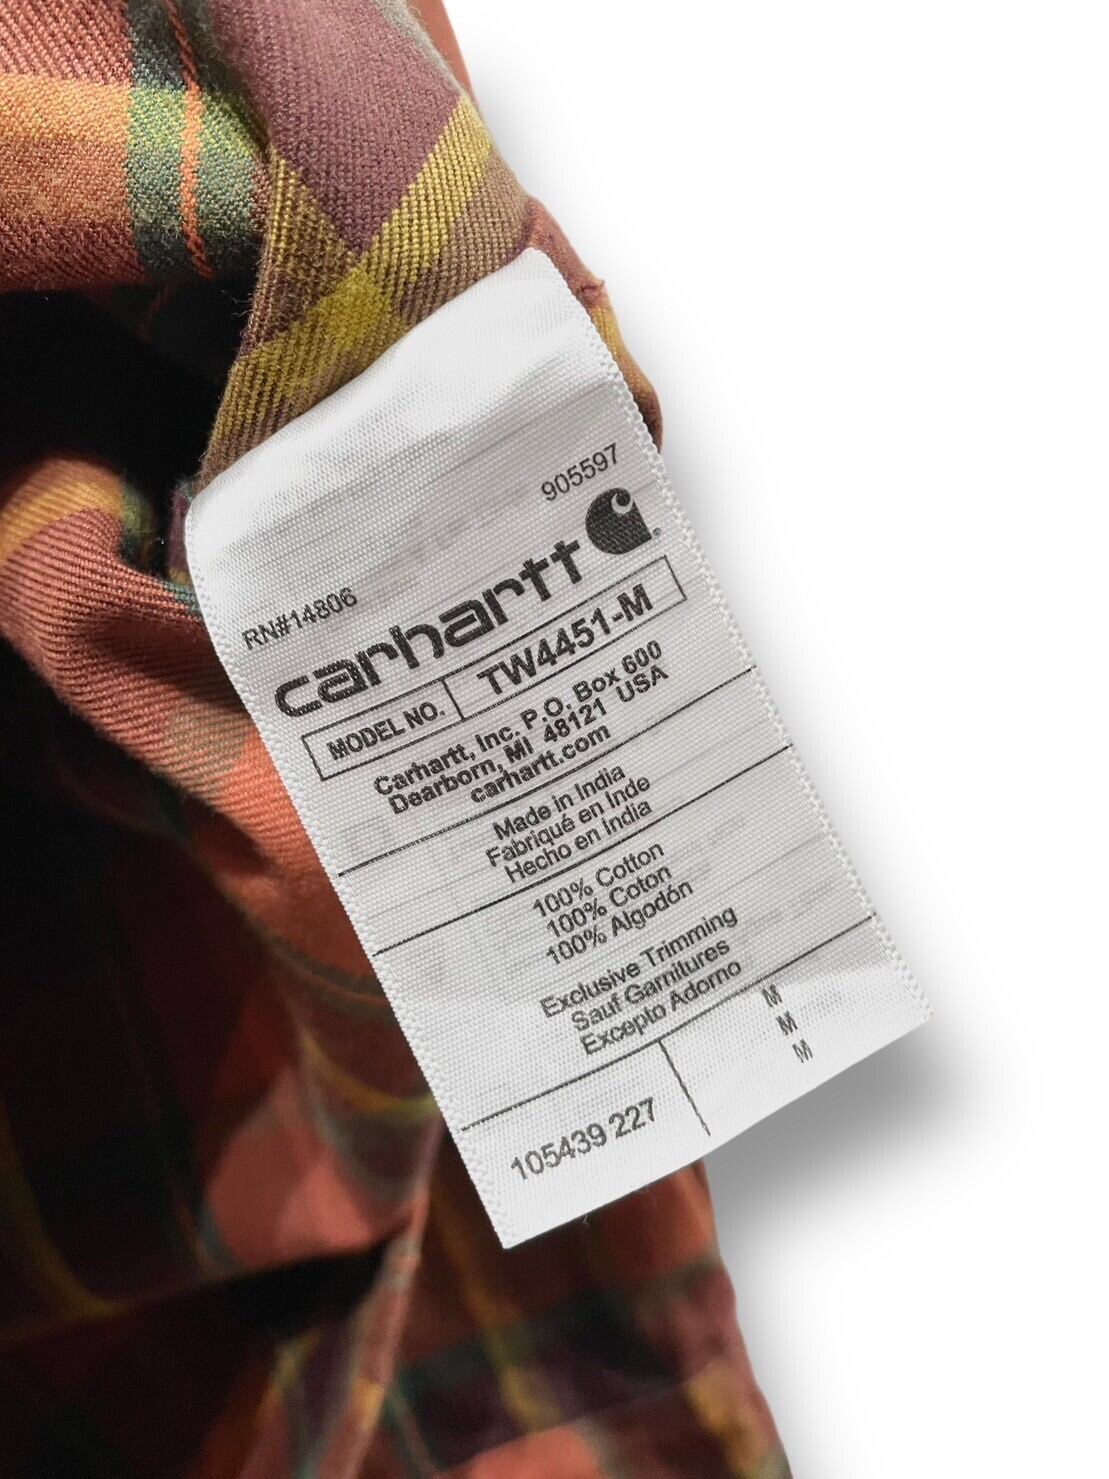 905597
RN#14806
carhartt
MODEL NO. TW4451-M
Carhartt, Inc. P.O. Box 600
Dearborn, MI 48121 USA
carhartt.com
Made in India
Fabriqué en Inde
Hecho en India
100% Cotton
100% Coton
100% Algodón
Exclusive Trimming
Sauf Garnitures
Excepto Adorno
M
M
M
105439 227